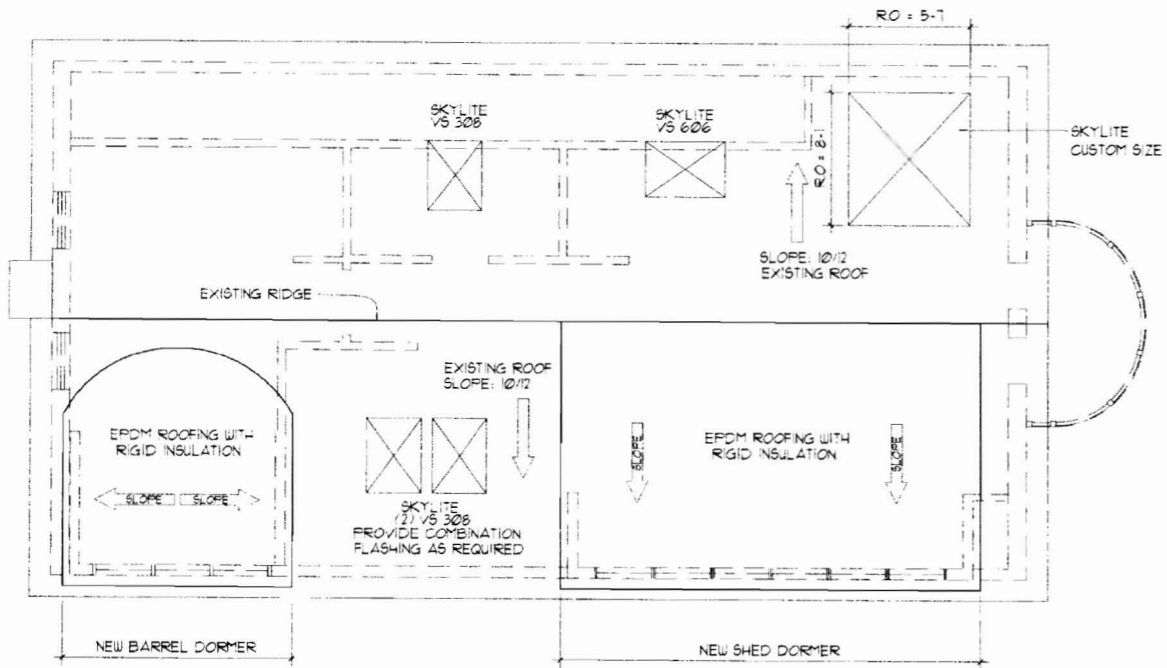 RO = 5-7
SKYLITE
VS 308
SKYLITE
VS 606
RO = 8-1
SKYLITE
CUSTOM SIZE
SLOPE: 10/12
EXISTING ROOF
EXISTING RIDGE
EXISTING ROOF
SLOPE: 10/12
EPDM ROOFING WITH
RIGID INSULATION
SLOPE SLOPE
SKYLITE
(2) VS 308
PROVIDE COMBINATION
FLASHING AS REQUIRED
SLOPE
EPDM ROOFING WITH
RIGID INSULATION
SLOPE
NEW BARREL DORMER
NEW SHED DORMER